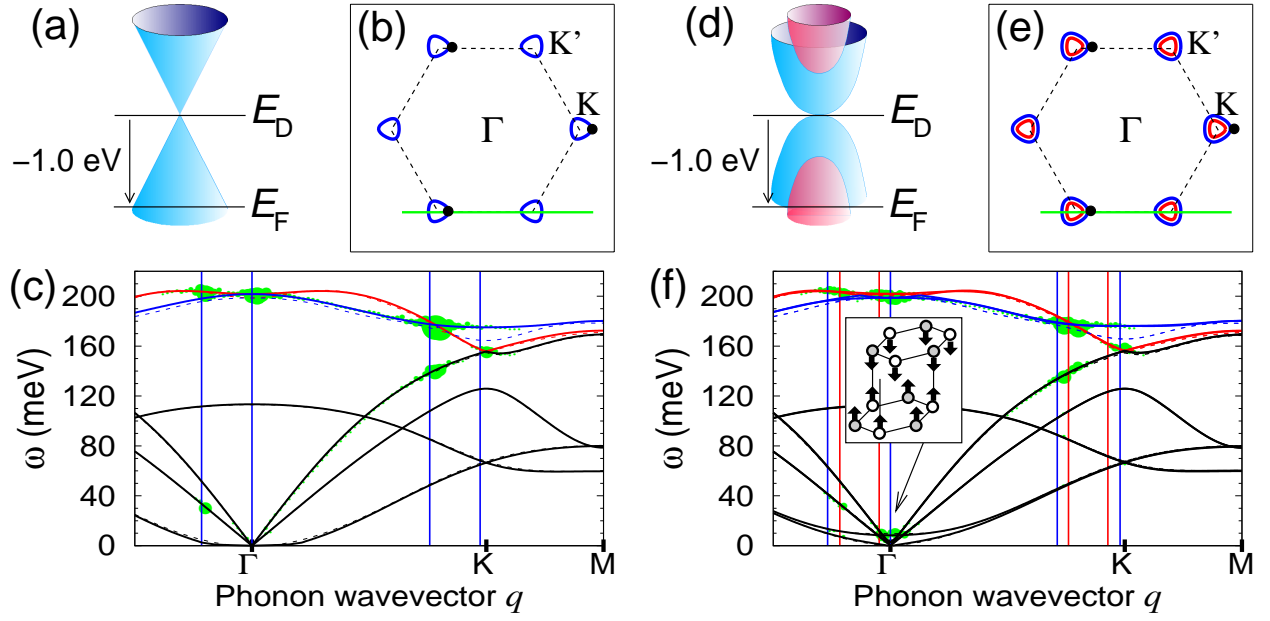 (a)
E_D
−1.0 eV
E_F
(b)
K'
K
Γ
(d)
E_D
−1.0 eV
E_F
(e)
K'
K
Γ
(c)
ω (meV)
200
160
120
80
40
0
Γ
K
M
Phonon wavevector q
(f)
ω (meV)
200
160
120
80
40
0
Γ
K
M
Phonon wavevector q